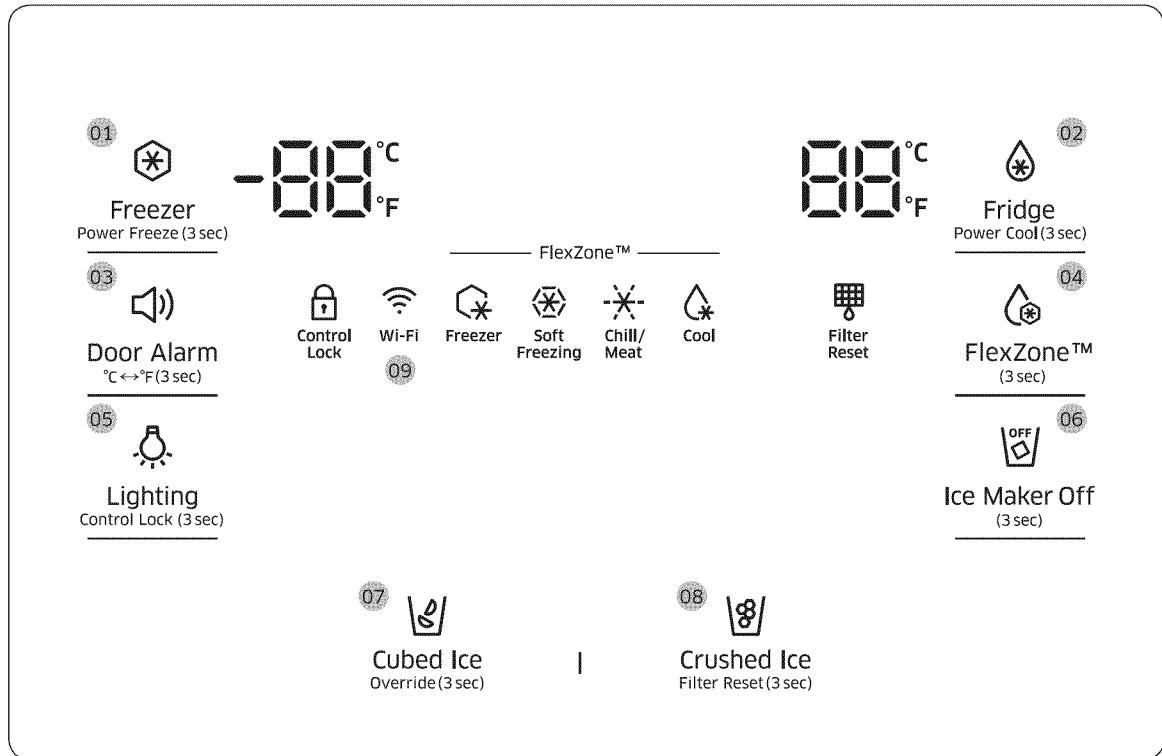 01
-88 °C
°F
88 °C
°F
02
Freezer
Power Freeze (3 sec)
Fridge
Power Cool (3 sec)
FlexZone™
03
Door Alarm
°C↔°F (3 sec)
Control
Lock
Wi-Fi
09
Freezer
Soft
Freezing
Chill/
Meat
Cool
Filter
Reset
04
FlexZone™
(3 sec)
05
Lighting
Control Lock (3 sec)
OFF
06
Ice Maker Off
(3 sec)
07
Cubed Ice
Override (3 sec)
|
08
Crushed Ice
Filter Reset (3 sec)